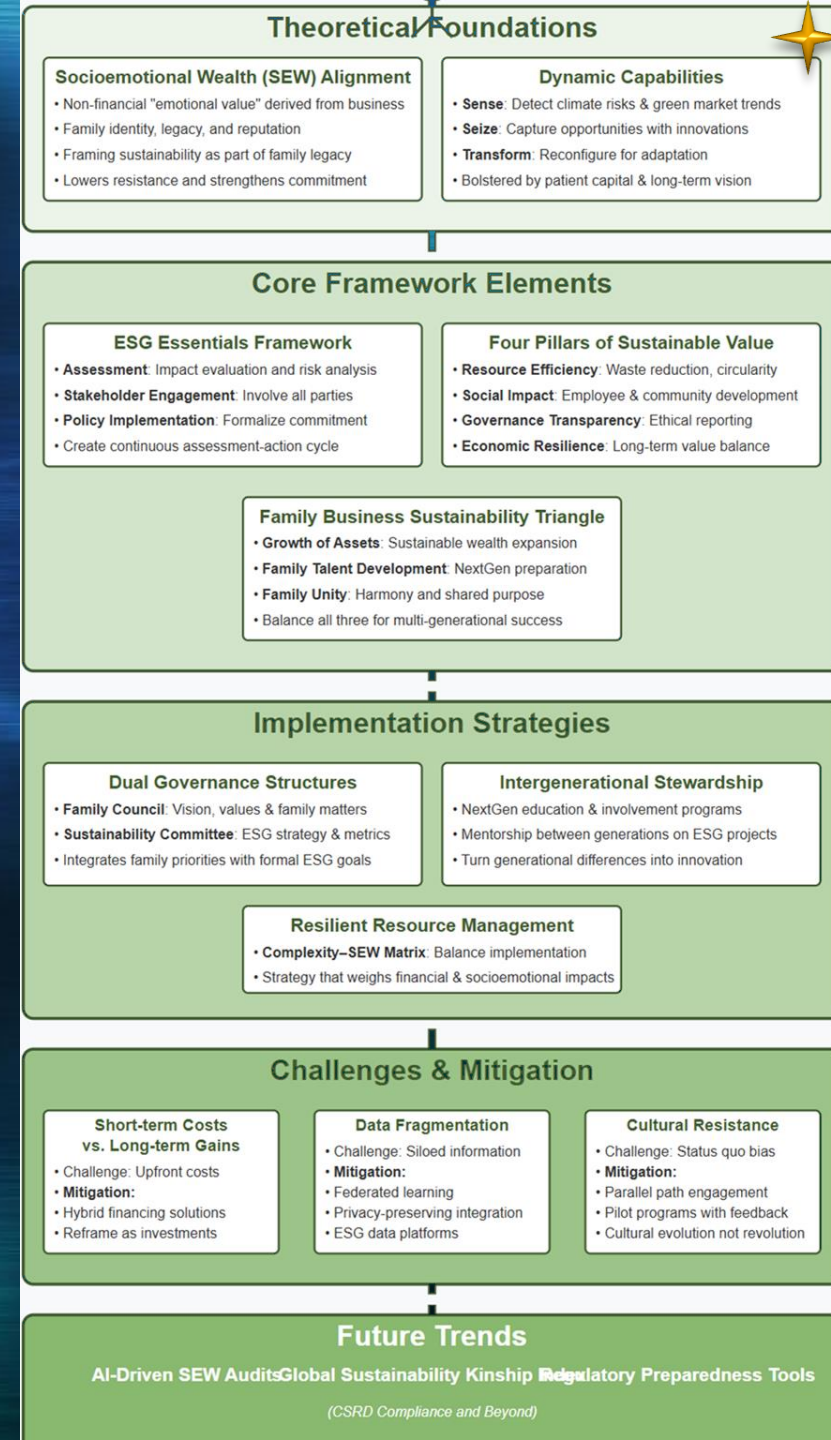 Theoretical Foundations
Socioemotional Wealth (SEW) Alignment
• Non-financial "emotional value" derived from business
• Family identity, legacy, and reputation
• Framing sustainability as part of family legacy
• Lowers resistance and strengthens commitment
Dynamic Capabilities
• Sense: Detect climate risks & green market trends
• Seize: Capture opportunities with innovations
• Transform: Reconfigure for adaptation
• Bolstered by patient capital & long-term vision
Core Framework Elements
ESG Essentials Framework
• Assessment: Impact evaluation and risk analysis
• Stakeholder Engagement: Involve all parties
• Policy Implementation: Formalize commitment
• Create continuous assessment-action cycle
Four Pillars of Sustainable Value
• Resource Efficiency: Waste reduction, circularity
• Social Impact: Employee & community development
• Governance Transparency: Ethical reporting
• Economic Resilience: Long-term value balance
Family Business Sustainability Triangle
• Growth of Assets: Sustainable wealth expansion
• Family Talent Development: NextGen preparation
• Family Unity: Harmony and shared purpose
• Balance all three for multi-generational success
Implementation Strategies
Dual Governance Structures
• Family Council: Vision, values & family matters
• Sustainability Committee: ESG strategy & metrics
• Integrates family priorities with formal ESG goals
Intergenerational Stewardship
• NextGen education & involvement programs
• Mentorship between generations on ESG projects
• Turn generational differences into innovation
Resilient Resource Management
• Complexity–SEW Matrix: Balance implementation
• Strategy that weighs financial & socioemotional impacts
Challenges & Mitigation
Short-term Costs
vs. Long-term Gains
• Challenge: Upfront costs
• Mitigation:
• Hybrid financing solutions
• Reframe as investments
Data Fragmentation
• Challenge: Siloed information
• Mitigation:
• Federated learning
• Privacy-preserving integration
• ESG data platforms
Cultural Resistance
• Challenge: Status quo bias
• Mitigation:
• Parallel path engagement
• Pilot programs with feedback
• Cultural evolution not revolution
Future Trends
AI-Driven SEW Audits Global Sustainability Kinship Regulatory Preparedness Tools
(CSRD Compliance and Beyond)